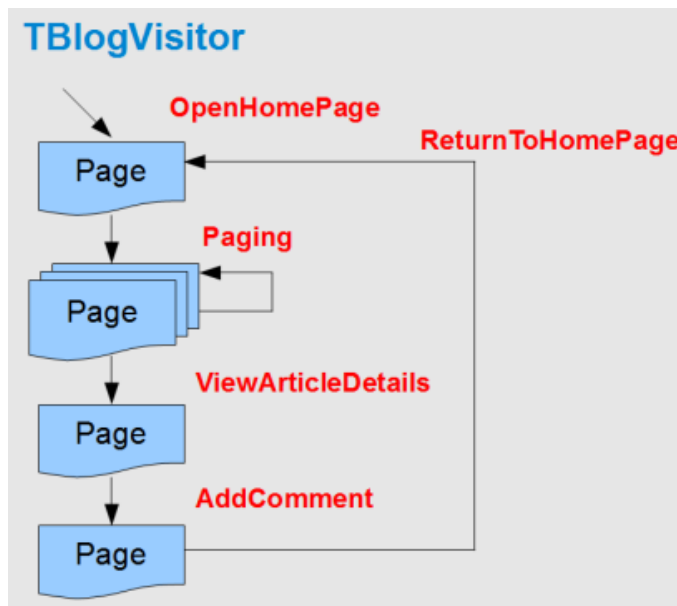 TBlogVisitor
OpenHomePage
ReturnToHomePage
Page
Paging
Page
ViewArticleDetails
Page
AddComment
Page